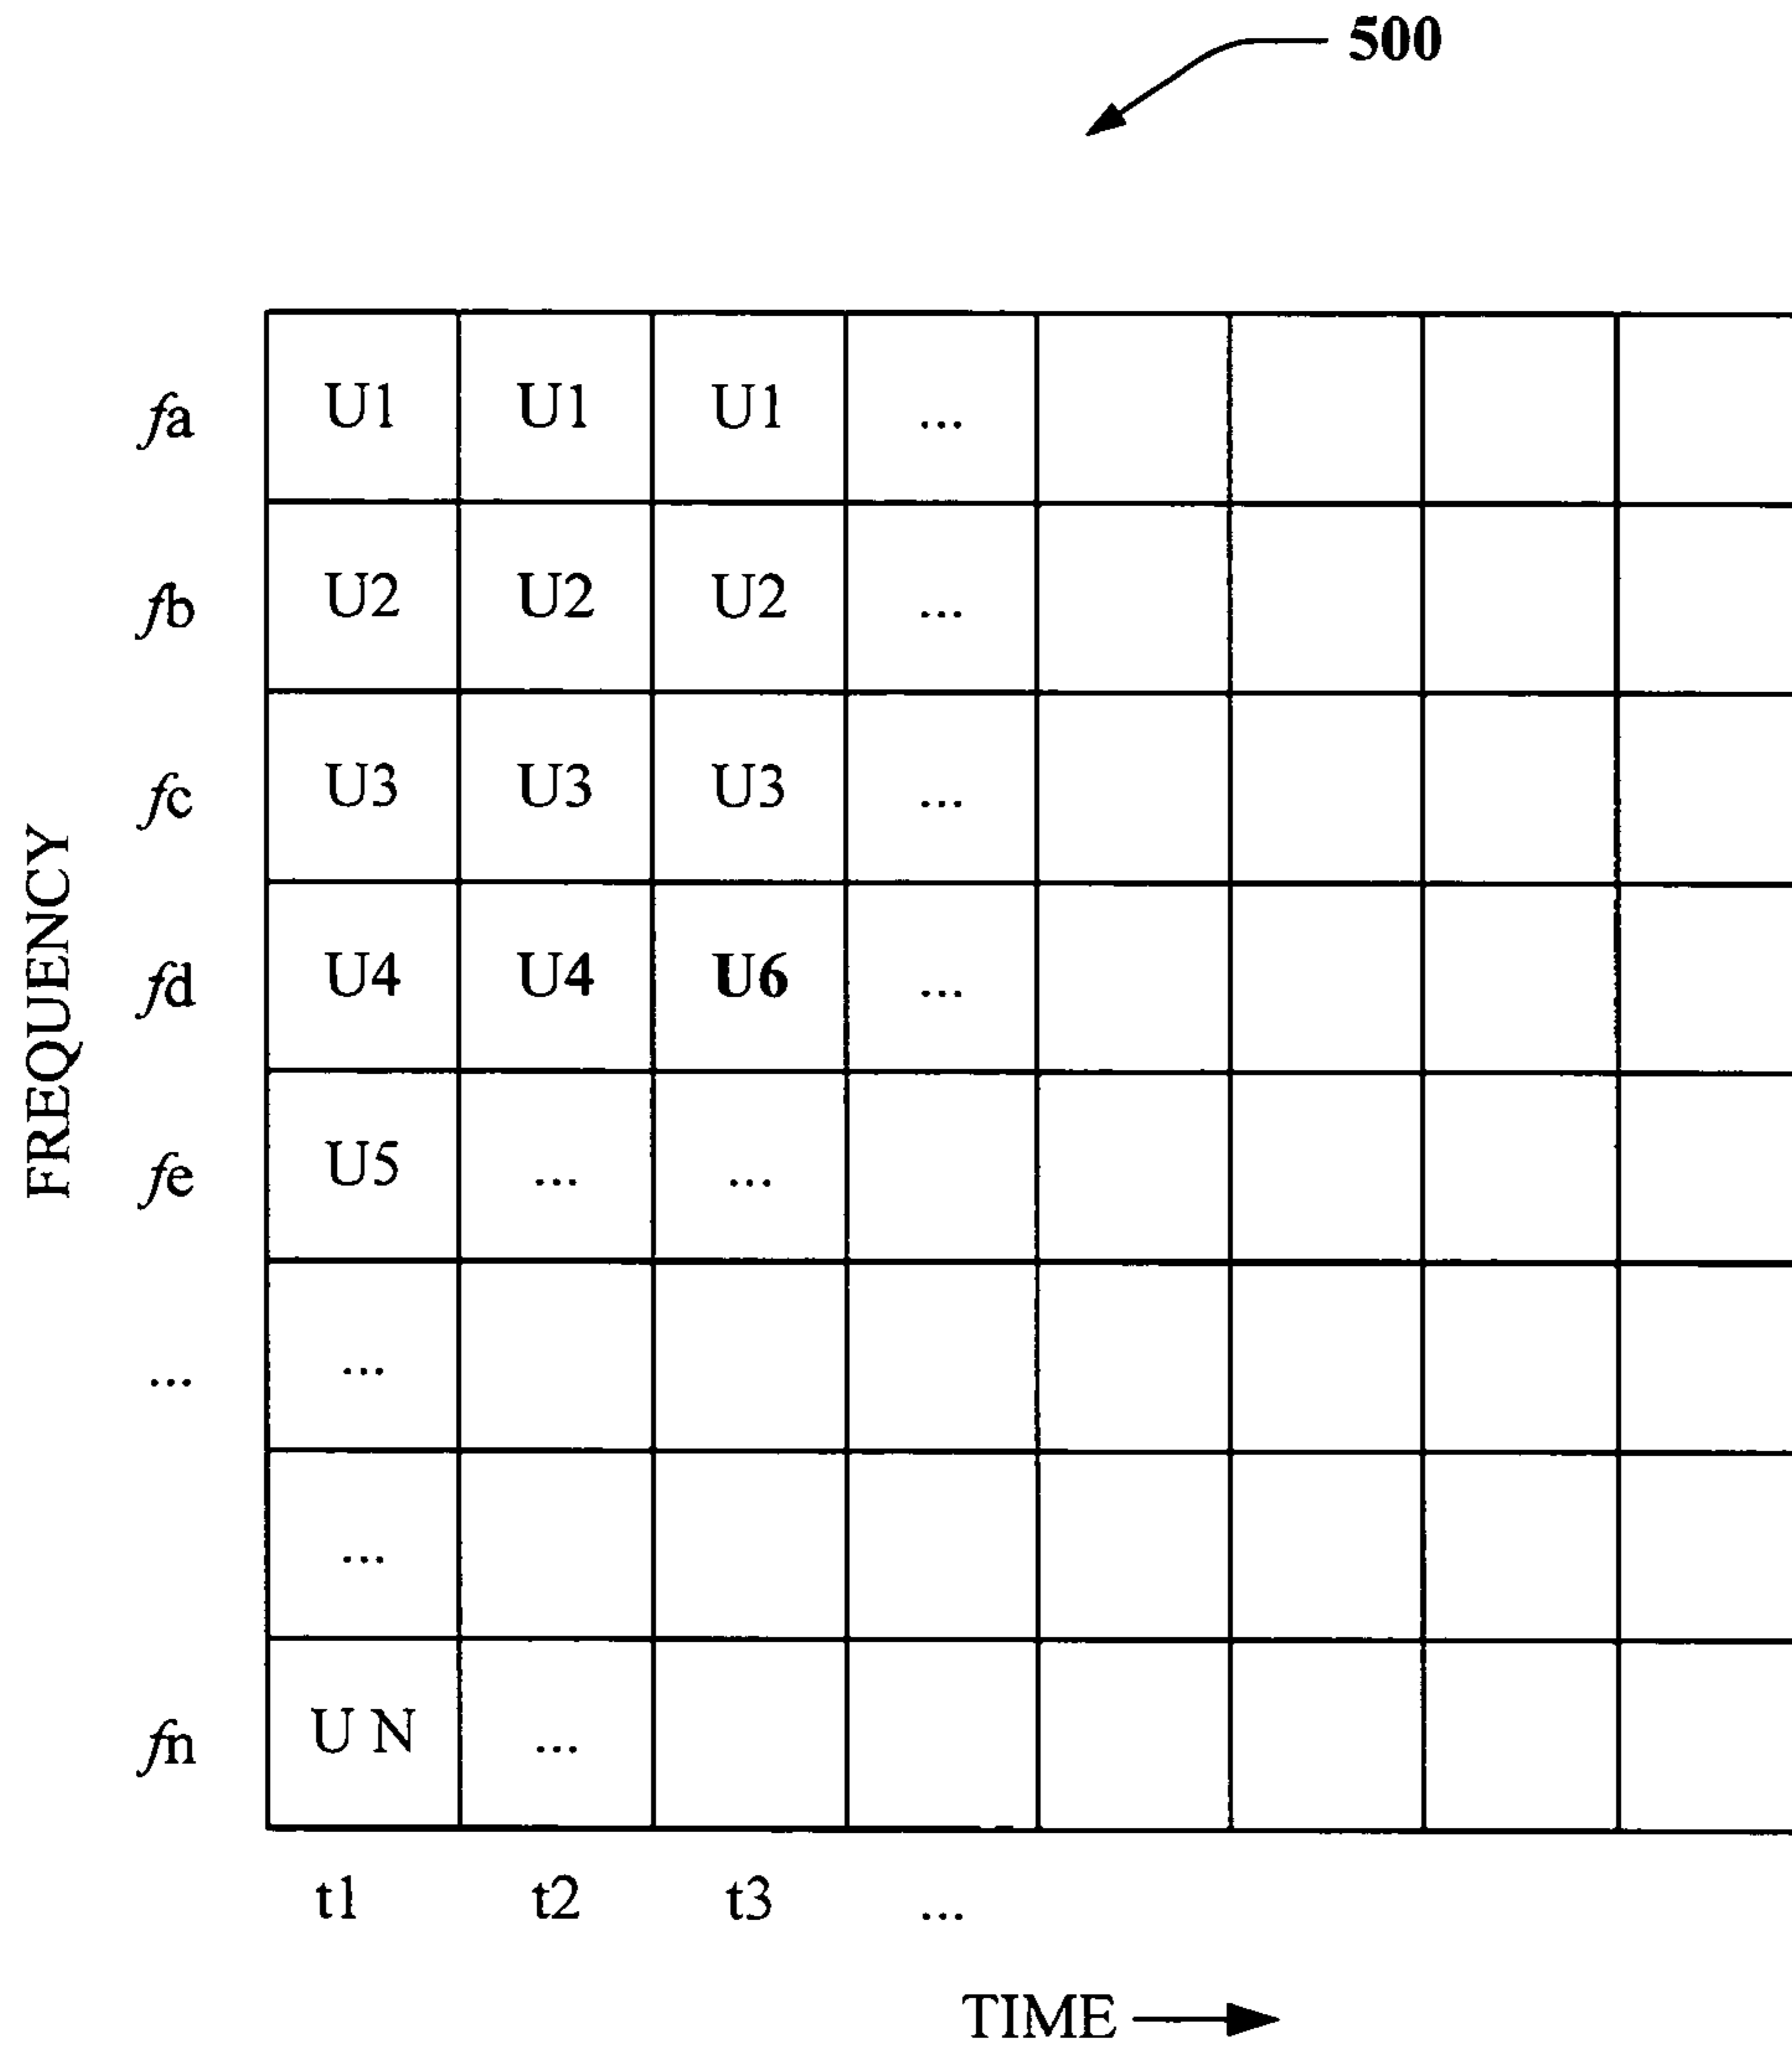 500
fa U1 U1 U1 ...
fb U2 U2 U2 ...
fc U3 U3 U3 ...
fd U4 U4 U6 ...
fe U5 ... ...
... ...
...
fn U N ...
t1 t2 t3 ...
FREQUENCY
TIME